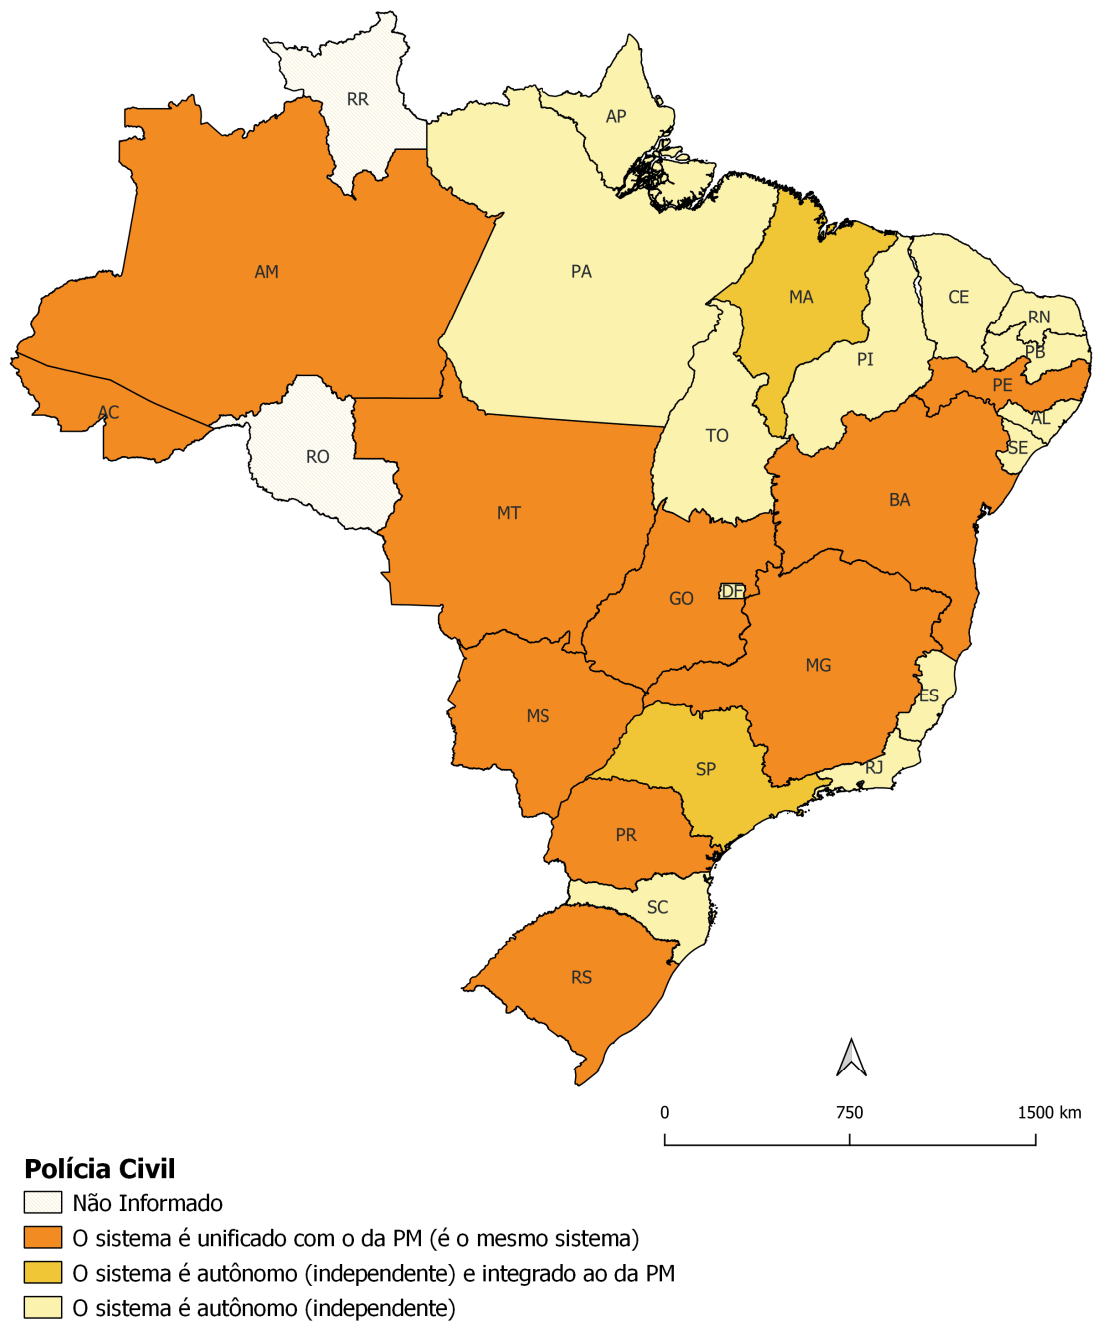 RR
AP
AM
PA
MA
CE
RN
PB
PI
PE
AC
AL
TO
SE
RO
BA
MT
DF
GO
MG
ES
MS
SP
RJ
PR
SC
RS
0 750 1500 km
Polícia Civil
Não Informado
O sistema é unificado com o da PM (é o mesmo sistema)
O sistema é autônomo (independente) e integrado ao da PM
O sistema é autônomo (independente)